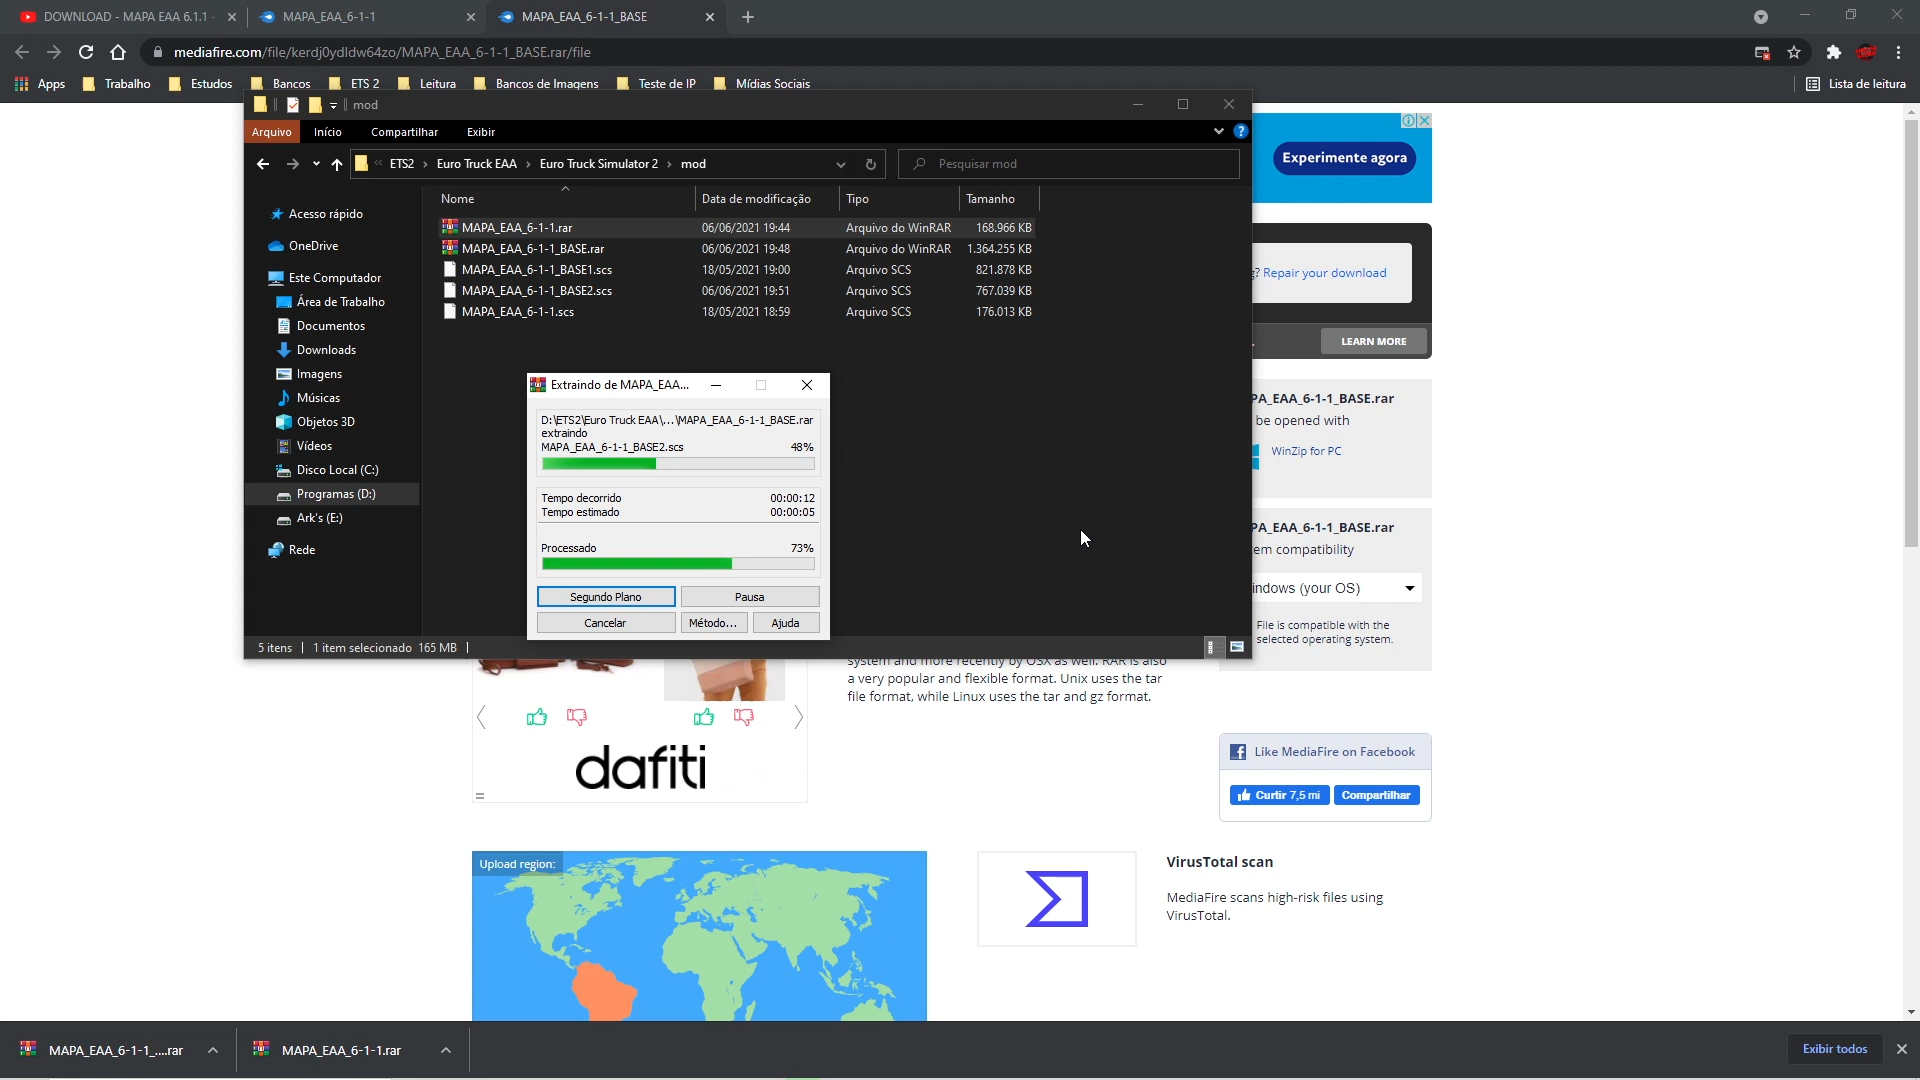 DOWNLOAD - MAPA EAA 6.1.1
MAPA_EAA_6-1-1
MAPA_EAA_6-1-1_BASE
mediafire.com/file/kerdj0ydldw64zo/MAPA_EAA_6-1-1_BASE.rar/file
Apps
Trabalho
Estudos
Bancos
ETS 2
Leitura
Bancos de Imagens
Teste de IP
Mídias Sociais
Lista de leitura
mod
Arquivo
Início
Compartilhar
Exibir
« ETS2 › Euro Truck EAA › Euro Truck Simulator 2 › mod
Pesquisar mod
Nome
Data de modificação
Tipo
Tamanho
MAPA_EAA_6-1-1.rar 06/06/2021 19:44 Arquivo do WinRAR 168.966 KB
MAPA_EAA_6-1-1_BASE.rar 06/06/2021 19:48 Arquivo do WinRAR 1.364.255 KB
MAPA_EAA_6-1-1_BASE1.scs 18/05/2021 19:00 Arquivo SCS 821.878 KB
MAPA_EAA_6-1-1_BASE2.scs 06/06/2021 19:51 Arquivo SCS 767.039 KB
MAPA_EAA_6-1-1.scs 18/05/2021 18:59 Arquivo SCS 176.013 KB
Acesso rápido
OneDrive
Este Computador
Área de Trabalho
Documentos
Downloads
Imagens
Músicas
Objetos 3D
Vídeos
Disco Local (C:)
Programas (D:)
Ark's (E:)
Rede
5 itens
1 item selecionado 165 MB
Extraindo de MAPA_EAA...
D:\ETS2\Euro Truck EAA\...\MAPA_EAA_6-1-1_BASE.rar
extraindo
MAPA_EAA_6-1-1_BASE2.scs 48%
Tempo decorrido 00:00:12
Tempo estimado 00:00:05
Processado 73%
Segundo Plano
Pausa
Cancelar
Método...
Ajuda
Experimente agora
? Repair your download
LEARN MORE
PA_EAA_6-1-1_BASE.rar
be opened with
WinZip for PC
PA_EAA_6-1-1_BASE.rar
em compatibility
indows (your OS)
File is compatible with the
selected operating system.
system and more recently by OSX as well. RAR is also
a very popular and flexible format. Unix uses the tar
file format, while Linux uses the tar and gz format.
dafiti
Like MediaFire on Facebook
Curtir 7,5 mi
Compartilhar
Upload region:
VirusTotal scan
MediaFire scans high-risk files using
VirusTotal.
MAPA_EAA_6-1-1_....rar
MAPA_EAA_6-1-1.rar
Exibir todos